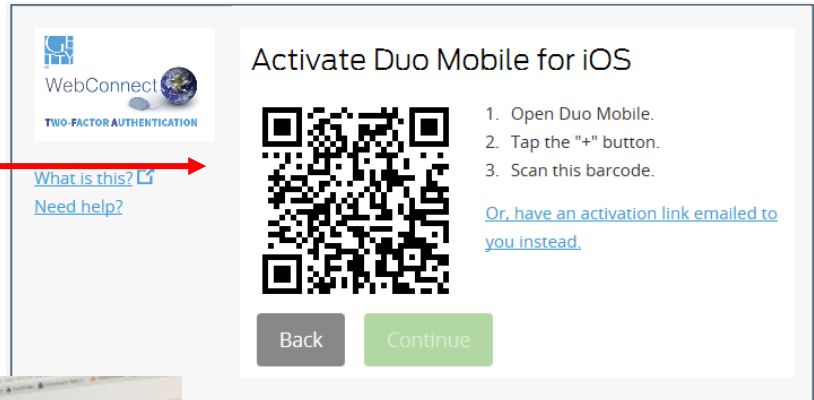 WebConnect
TWO-FACTOR AUTHENTICATION
What is this?
Need help?
Activate Duo Mobile for iOS
1. Open Duo Mobile.
2. Tap the "+" button.
3. Scan this barcode.
Or, have an activation link emailed to
you instead.
Back
Continue